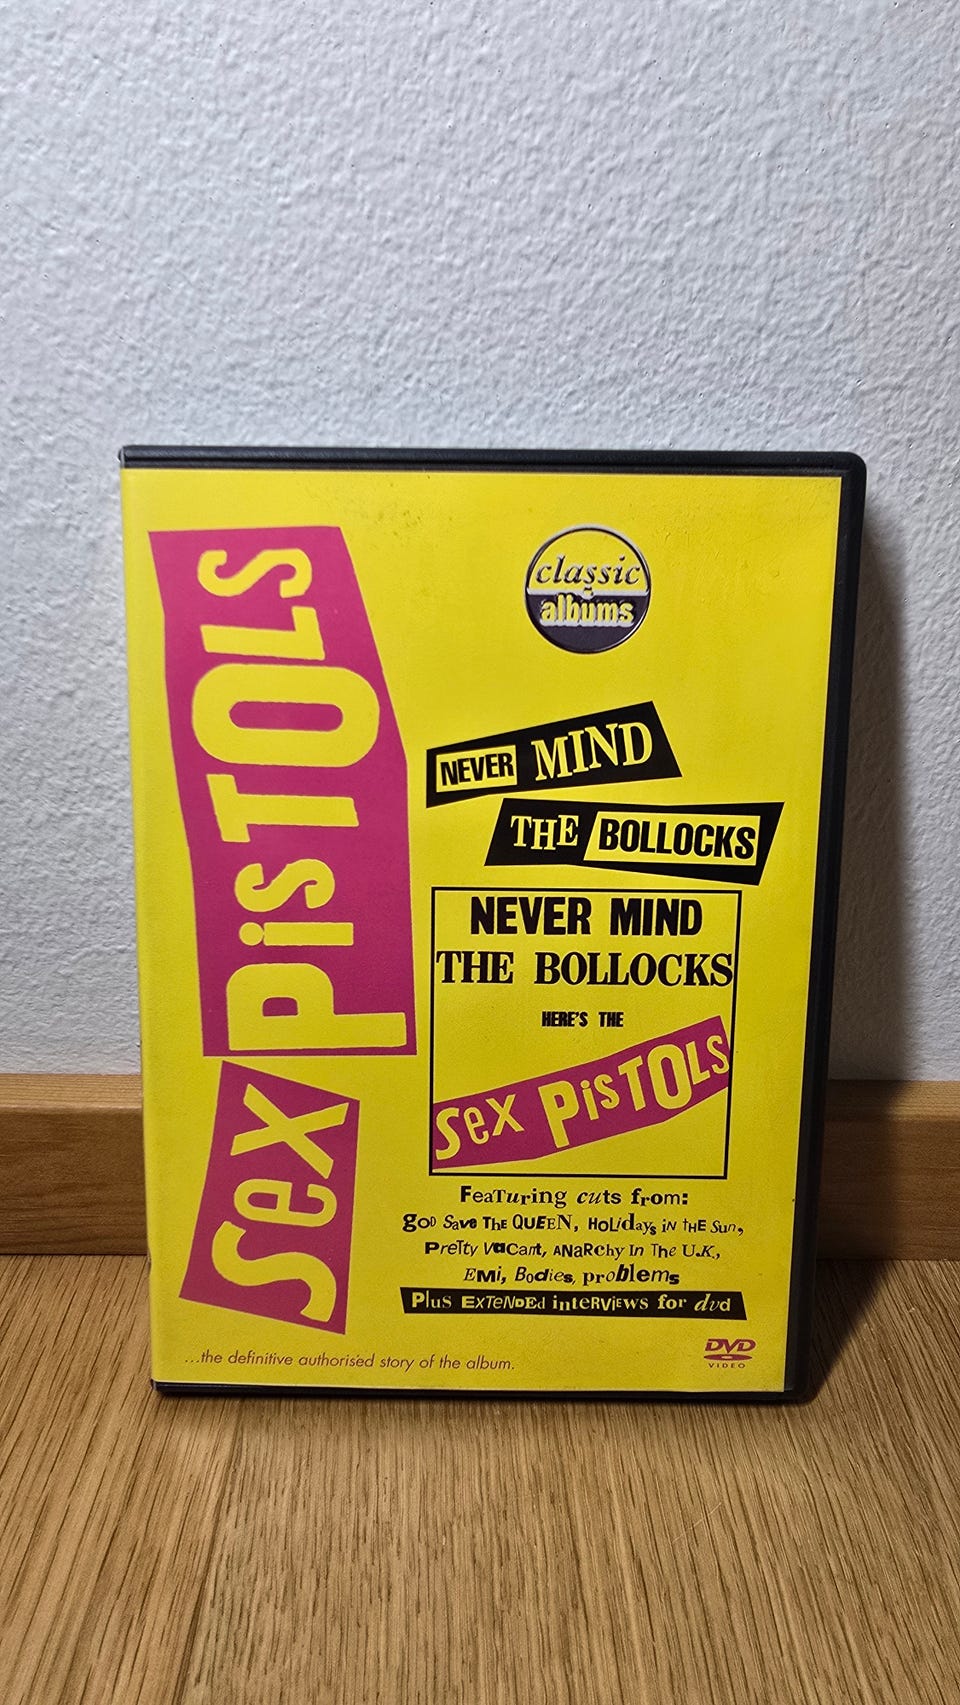 sex pisTOLs
classic
albums
NEVER MIND
THE BOLLOCKS
NEVER MIND
THE BOLLOCKS
HERE'S THE
sex PisTOLs
FeaTuring cuts from:
goD Save The QUEEN, HoLidays iN tHE Sun,
PreTty VaCant, ANaRchy In The U.K,
EMi, Bodies, problems
Plus ExTeNDEd interviEws for dvd
...the definitive authorised story of the album.
DVD
VIDEO